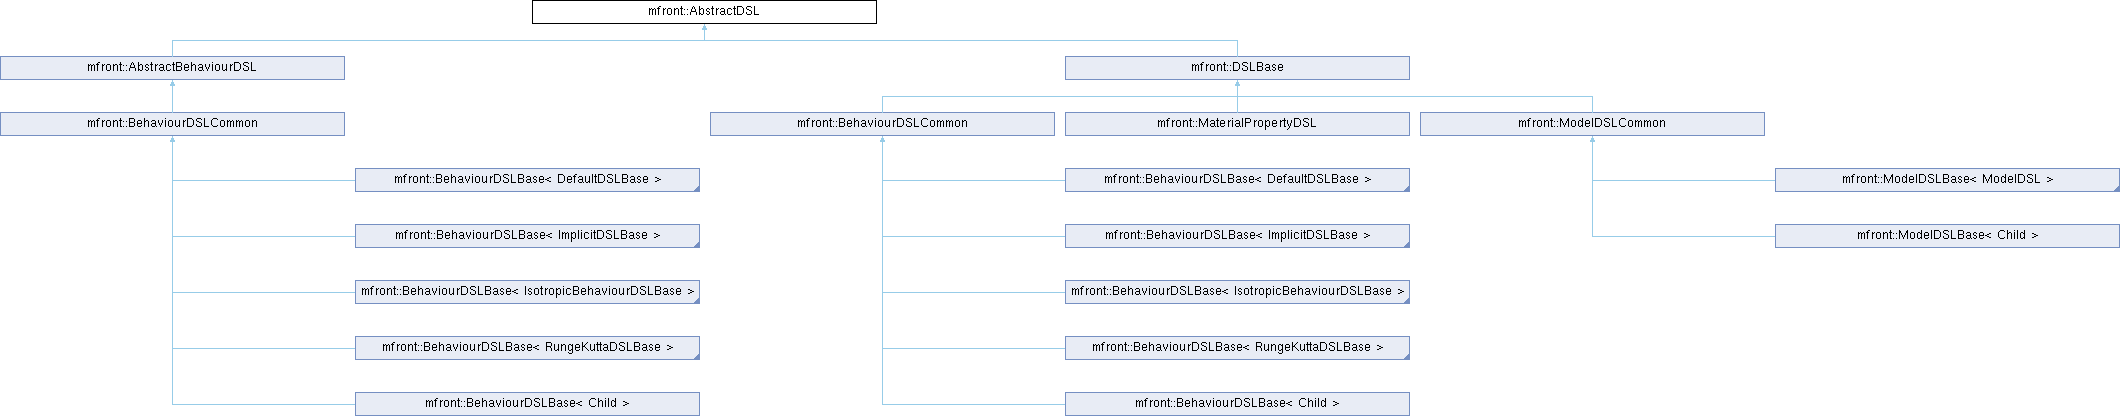 mfront::AbstractDSL
mfront::AbstractBehaviourDSL
mfront::DSLBase
mfront::BehaviourDSLCommon
mfront::BehaviourDSLCommon
mfront::MaterialPropertyDSL
mfront::ModelDSLCommon
mfront::BehaviourDSLBase< DefaultDSLBase >
mfront::BehaviourDSLBase< DefaultDSLBase >
mfront::ModelDSLBase< ModelDSL >
mfront::BehaviourDSLBase< ImplicitDSLBase >
mfront::BehaviourDSLBase< ImplicitDSLBase >
mfront::ModelDSLBase< Child >
mfront::BehaviourDSLBase< IsotropicBehaviourDSLBase >
mfront::BehaviourDSLBase< IsotropicBehaviourDSLBase >
mfront::BehaviourDSLBase< RungeKuttaDSLBase >
mfront::BehaviourDSLBase< RungeKuttaDSLBase >
mfront::BehaviourDSLBase< Child >
mfront::BehaviourDSLBase< Child >